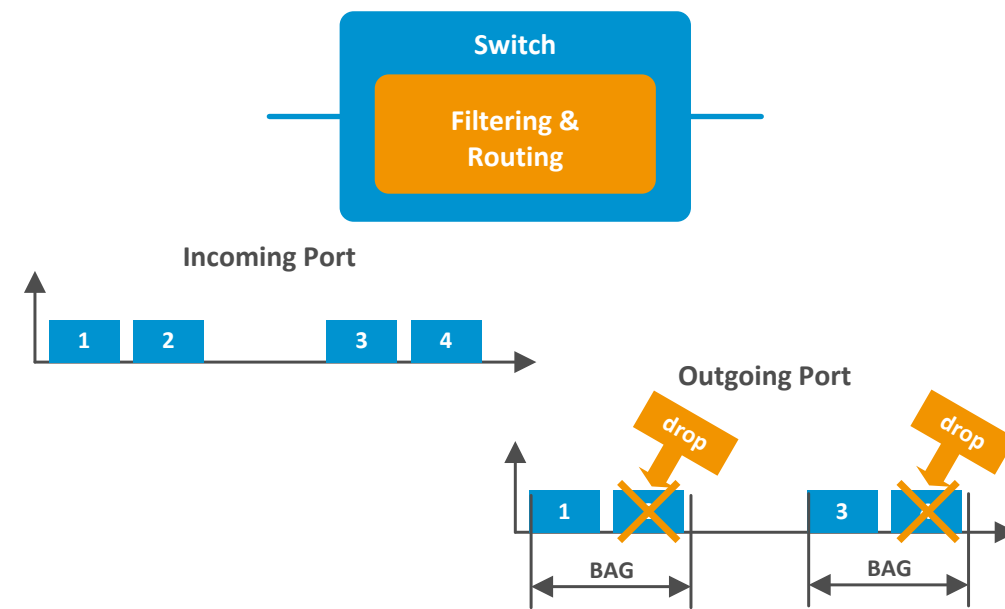 Switch
Filtering &
Routing
Incoming Port
1
2
3
4
Outgoing Port
drop
drop
1
3
BAG
BAG